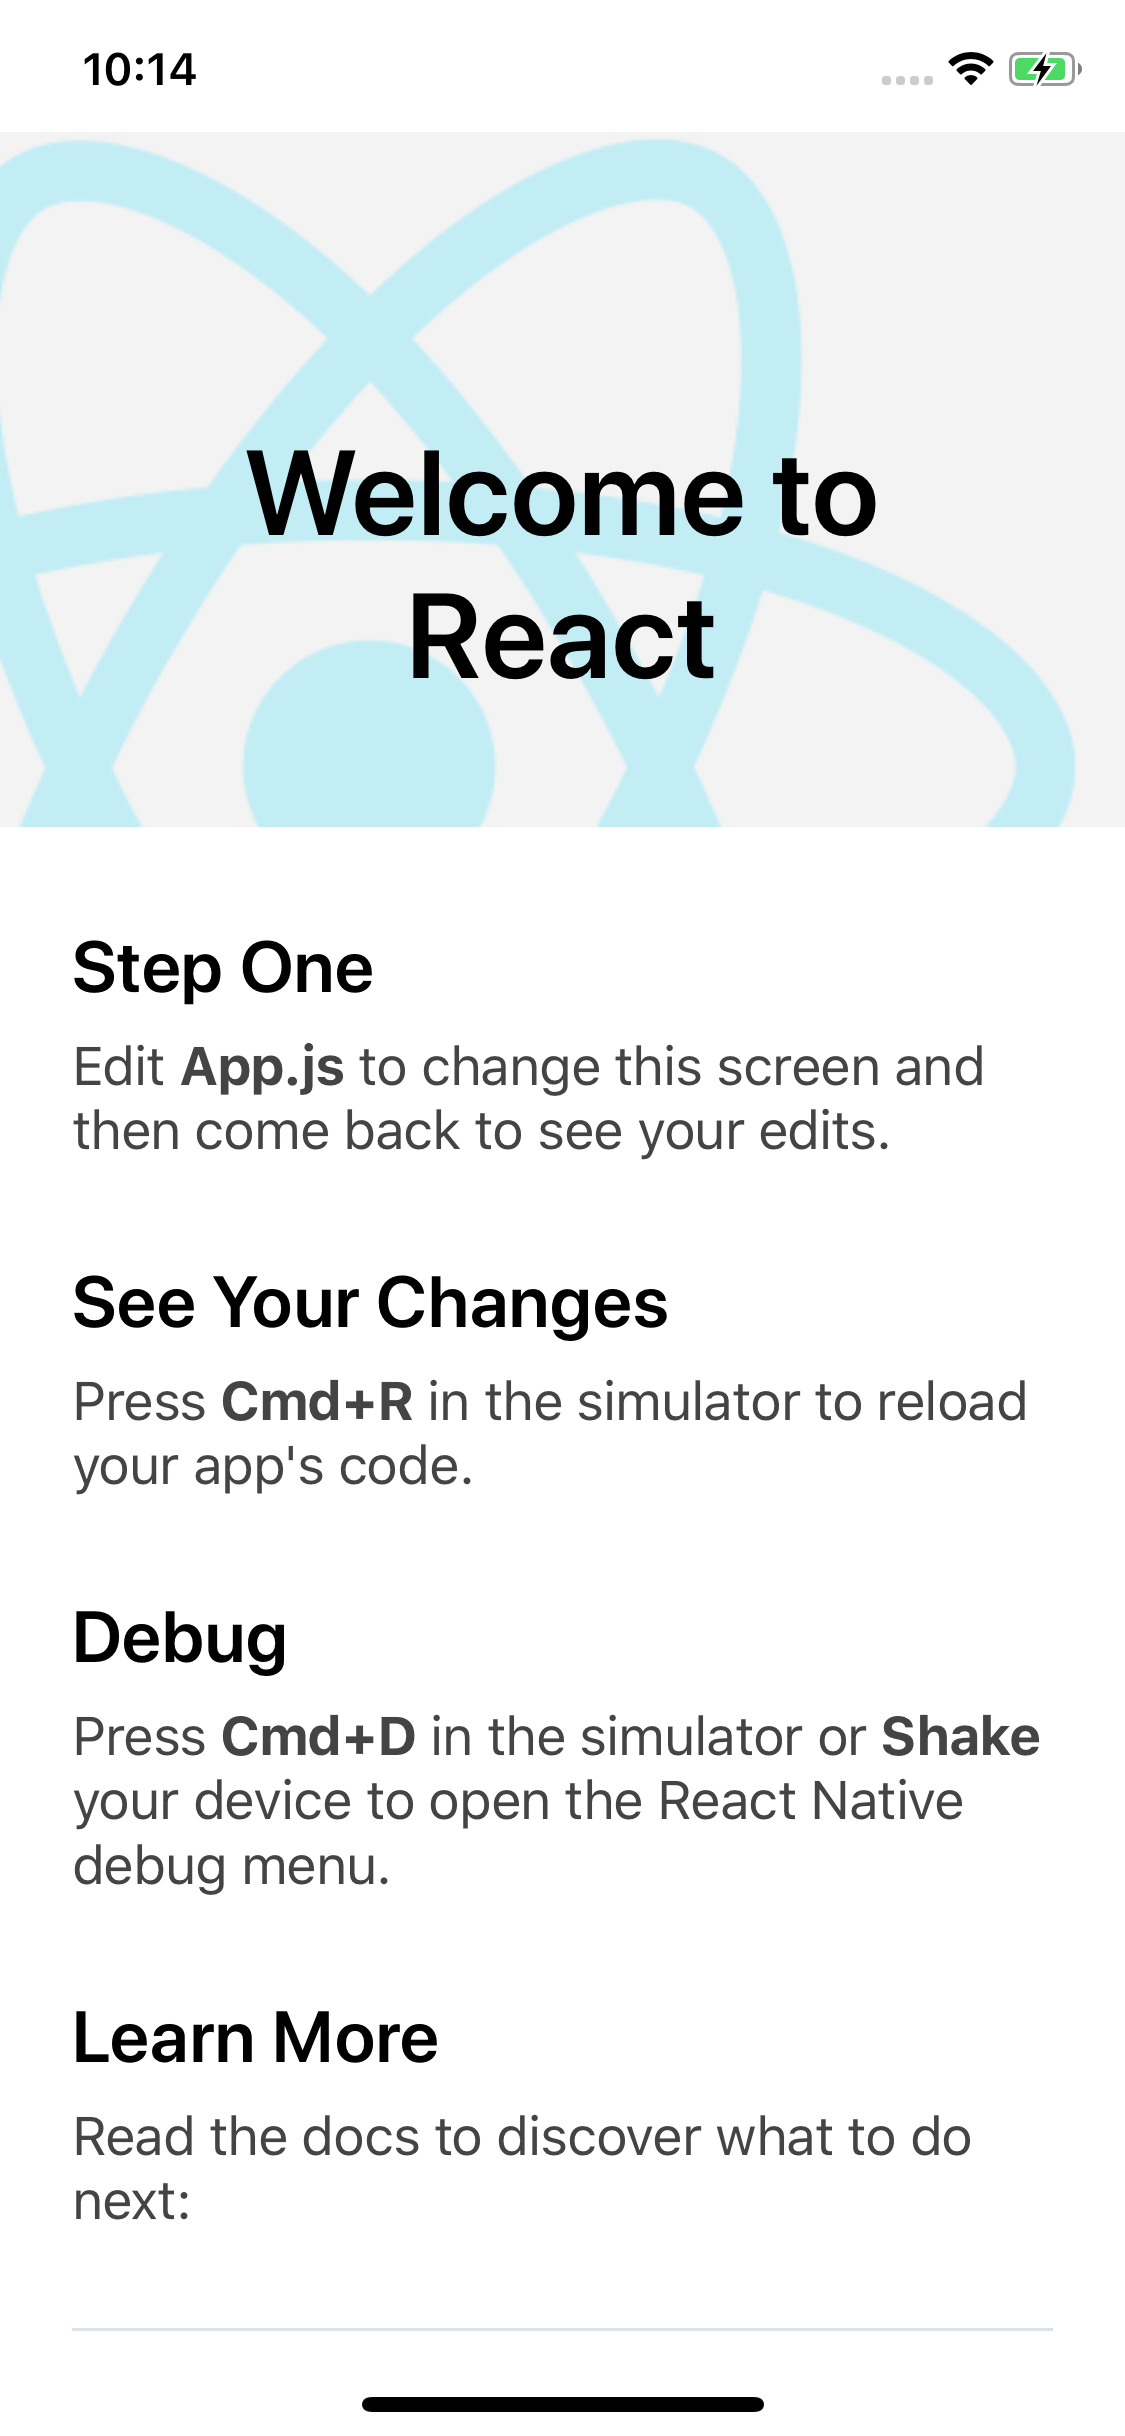 10:14
Welcome to
React
Step One
Edit App.js to change this screen and
then come back to see your edits.
See Your Changes
Press Cmd+R in the simulator to reload
your app's code.
Debug
Press Cmd+D in the simulator or Shake
your device to open the React Native
debug menu.
Learn More
Read the docs to discover what to do
next: